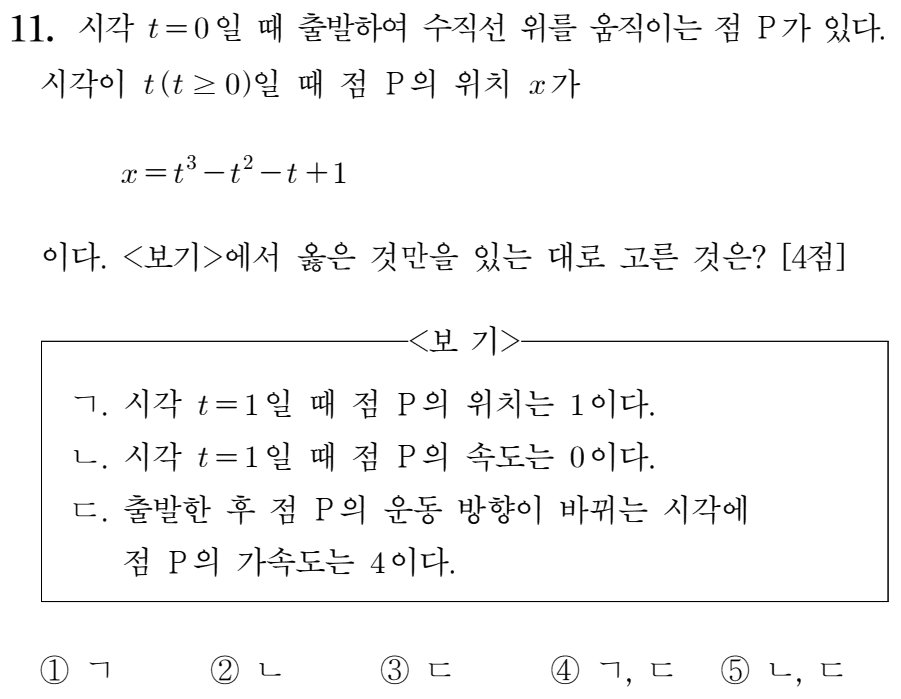 11. 시각 t=0일 때 출발하여 수직선 위를 움직이는 점 P가 있다.
시각이 t(t≥0)일 때 점 P의 위치 x가
x=t³-t²-t+1
이다. <보기>에서 옳은 것만을 있는 대로 고른 것은? [4점]
<보 기>
ㄱ. 시각 t=1일 때 점 P의 위치는 1이다.
ㄴ. 시각 t=1일 때 점 P의 속도는 0이다.
ㄷ. 출발한 후 점 P의 운동 방향이 바뀌는 시각에
점 P의 가속도는 4이다.
① ㄱ ② ㄴ ③ ㄷ ④ ㄱ, ㄷ ⑤ ㄴ, ㄷ